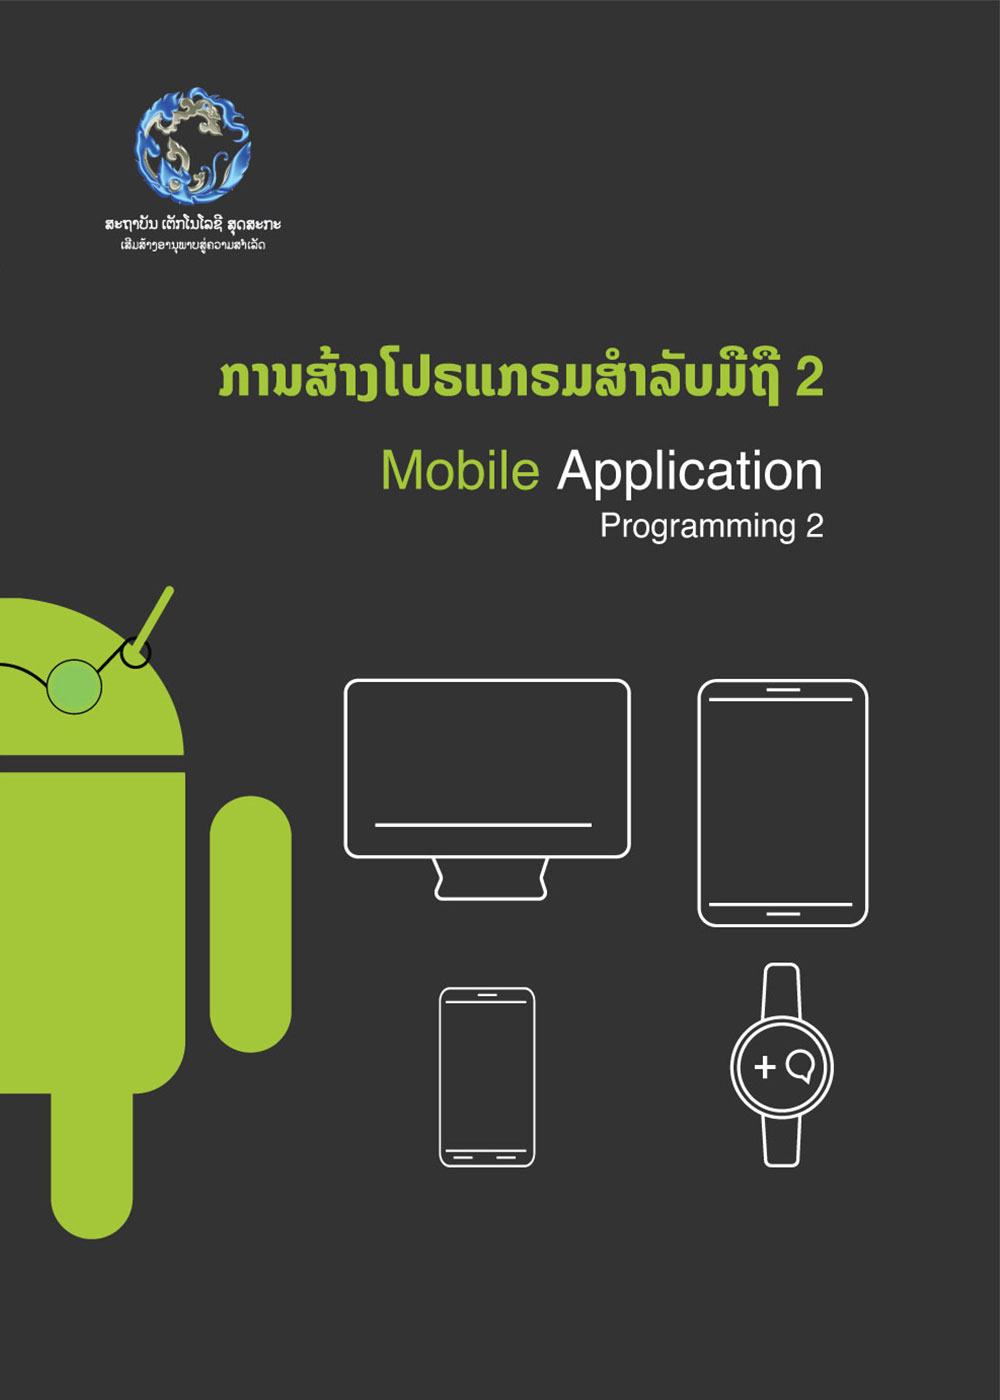 ສະຖາບັນ ເຕັກໂນໂລຊີ ສຸດສະກະ
ເສີມສ້າງອານຸພາບສູ່ຄວາມສຳເລັດ
ການສ້າງໂປຣແກຣມສຳລັບມືຖື 2
Mobile Application
Programming 2